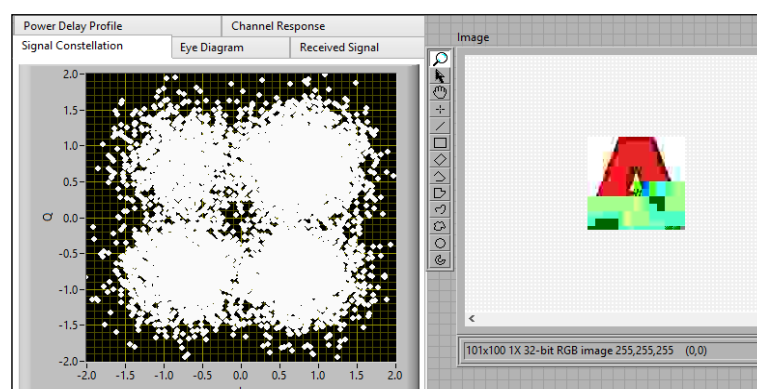 Power Delay Profile
Channel Response
Signal Constellation
Eye Diagram
Received Signal
Image
2.0-
1.5-
1.0-
0.5-
0.0-
-0.5-
-1.0-
-1.5-
-2.0-
Q
-2.0 -1.5 -1.0 -0.5 0.0 0.5 1.0 1.5 2.0
A
<
101x100 1X 32-bit RGB image 255,255,255 (0,0)